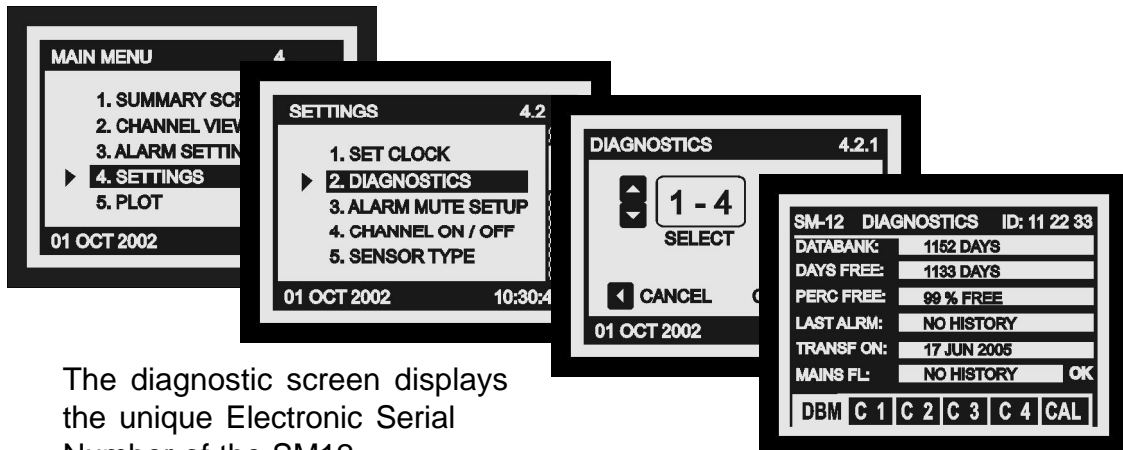 MAIN MENU 4
1. SUMMARY
2. CHANNEL
3. ALARM
4. SETTINGS
5. PLOT
01 OCT 2002
SETTINGS 4.2
1. SET CLOCK
2. DIAGNOSTICS
3. ALARM MUTE SETUP
4. CHANNEL ON / OFF
5. SENSOR TYPE
01 OCT 2002 10:30:4
DIAGNOSTICS 4.2.1
1 - 4
SELECT
CANCEL
01 OCT 2002
SM-12 DIAGNOSTICS ID: 11 22 33
DATABANK: 1152 DAYS
DAYS FREE: 1133 DAYS
PERC FREE: 99 % FREE
LAST ALRM: NO HISTORY
TRANSF ON: 17 JUN 2005
MAINS FL: NO HISTORY OK
DBM C 1 C 2 C 3 C 4 CAL
The diagnostic screen displays
the unique Electronic Serial
Number of the SM12